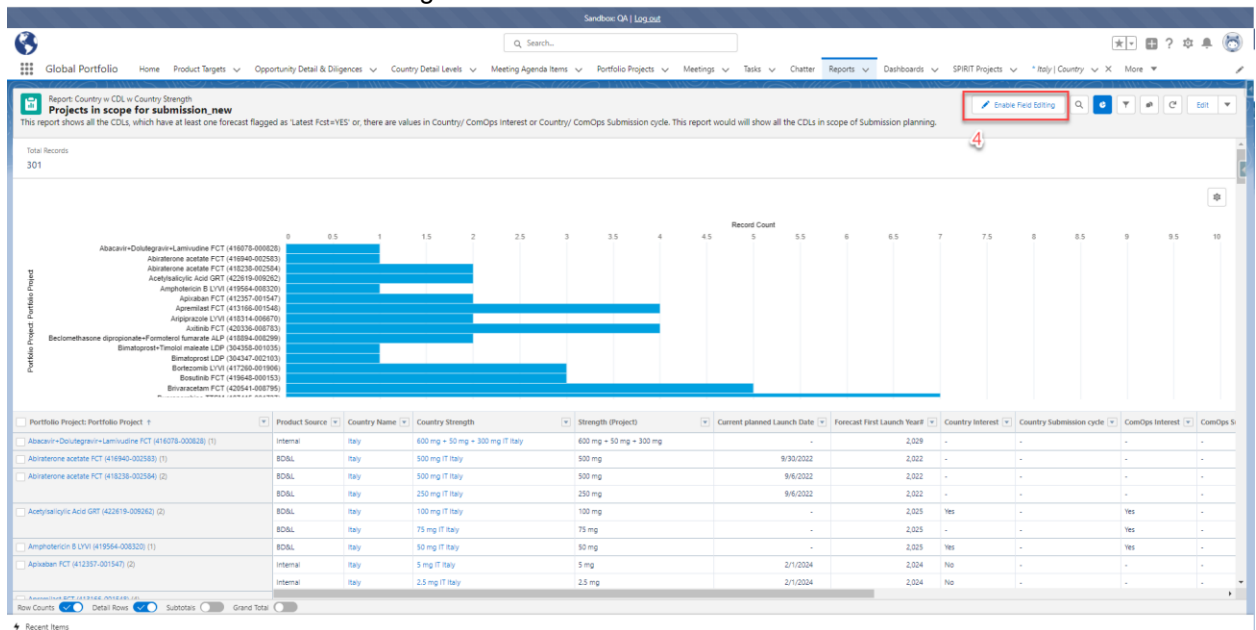 Sandbox: QA | Log out
Search...
Global Portfolio Home Product Targets Opportunity Detail & Diligences Country Detail Levels Meeting Agenda Items Portfolio Projects Meetings Tasks Chatter Reports Dashboards SPIRIT Projects * Italy | Country More
Report: Country w CDL w Country Strength
Projects in scope for submission_new
Enable Field Editing Edit
This report shows all the CDLs, which have at least one forecast flagged as 'Latest Fcst=YES' or, there are values in Country/ ComOps Interest or Country/ ComOps Submission cycle. This report would will show all the CDLs in scope of Submission planning.
4
Total Records
301
Record Count
0 0.5 1 1.5 2 2.5 3 3.5 4 4.5 5 5.5 6 6.5 7 7.5 8 8.5 9 9.5 10
Portfolio Project: Portfolio Project
Abacavir+Dolutegravir+Lamivudine FCT (416078-000828)
Abiraterone acetate FCT (416940-002583)
Abiraterone acetate FCT (418238-002584)
Acetylsalicylic Acid GRT (422619-009262)
Amphotericin B LYVI (419564-008320)
Apixaban FCT (412357-001547)
Apremilast FCT (413166-001548)
Aripiprazole LYVI (418314-006670)
Axitinib FCT (420336-008783)
Beclomethasone dipropionate+Formoterol fumarate ALP (418894-008299)
Bimatoprost+Timolol maleate LDP (304358-001035)
Bimatoprost LDP (304347-002103)
Bortezomib LYVI (417260-001906)
Bosutinib FCT (419648-000153)
Brivaracetam FCT (420541-008795)
Portfolio Project: Portfolio Project ↑ Product Source Country Name Country Strength Strength (Project) Current planned Launch Date Forecast First Launch Year# Country Interest Country Submission cycle ComOps Interest ComOps S
Abacavir+Dolutegravir+Lamivudine FCT (416078-000828) (1) Internal Italy 600 mg + 50 mg + 300 mg IT Italy 600 mg + 50 mg + 300 mg - 2,029 - - - -
Abiraterone acetate FCT (416940-002583) (1) BD&L Italy 500 mg IT Italy 500 mg 9/30/2022 2,022 - - - -
Abiraterone acetate FCT (418238-002584) (2) BD&L Italy 500 mg IT Italy 500 mg 9/6/2022 2,022 - - - -
BD&L Italy 250 mg IT Italy 250 mg 9/6/2022 2,022 - - - -
Acetylsalicylic Acid GRT (422619-009262) (2) BD&L Italy 100 mg IT Italy 100 mg - 2,025 Yes - Yes -
BD&L Italy 75 mg IT Italy 75 mg - 2,025 - - Yes -
Amphotericin B LYVI (419564-008320) (1) BD&L Italy 50 mg IT Italy 50 mg - 2,025 Yes - Yes -
Apixaban FCT (412357-001547) (2) Internal Italy 5 mg IT Italy 5 mg 2/1/2024 2,024 No - - -
Internal Italy 2.5 mg IT Italy 2.5 mg 2/1/2024 2,024 No - - -
Row Counts Detail Rows Subtotals Grand Total
Recent Items